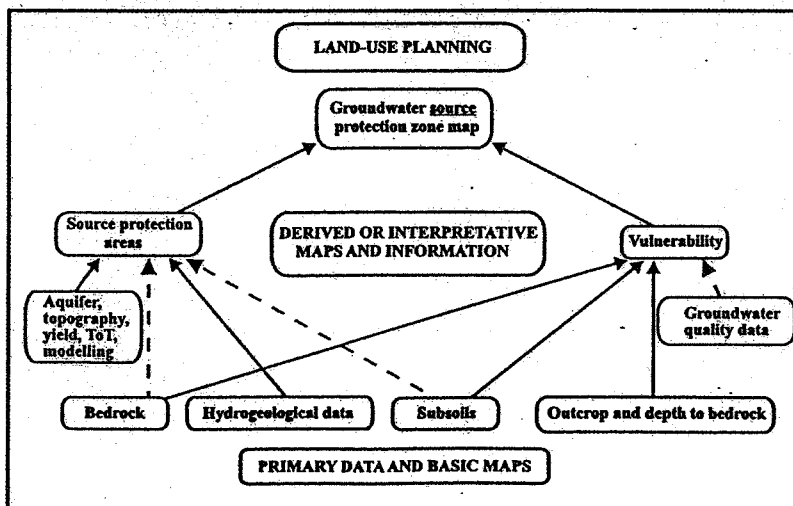 LAND-USE PLANNING
Groundwater source
protection zone map
Source protection
areas
DERIVED OR INTERPRETATIVE
MAPS AND INFORMATION
Vulnerability
Aquifer,
topography,
yield, ToT,
modelling
Groundwater
quality data
Bedrock
Hydrogeological data
Subsoils
Outcrop and depth to bedrock
PRIMARY DATA AND BASIC MAPS